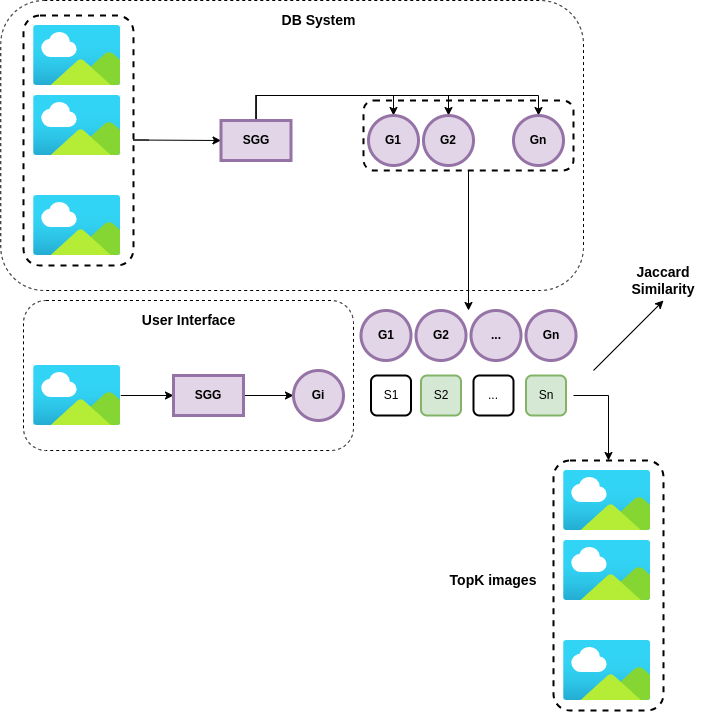 DB System
SGG
G1
G2
Gn
Jaccard
Similarity
User Interface
G1
G2
...
Gn
SGG
Gi
S1
S2
...
Sn
TopK images